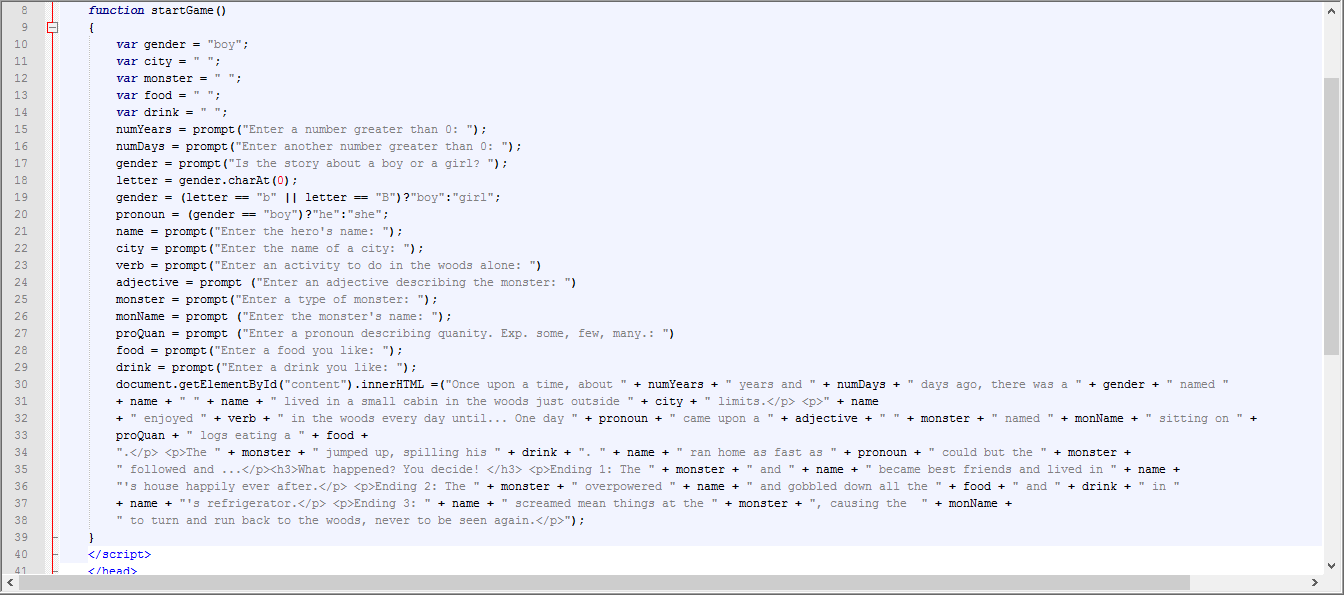 8 function startGame()
9 {
10 var gender = "boy";
11 var city = " ";
12 var monster = " ";
13 var food = " ";
14 var drink = " ";
15 numYears = prompt("Enter a number greater than 0: ");
16 numDays = prompt("Enter another number greater than 0: ");
17 gender = prompt("Is the story about a boy or a girl? ");
18 letter = gender.charAt(0);
19 gender = (letter == "b" || letter == "B")?"boy":"girl";
20 pronoun = (gender == "boy")?"he":"she";
21 name = prompt("Enter the hero's name: ");
22 city = prompt("Enter the name of a city: ");
23 verb = prompt("Enter an activity to do in the woods alone: ")
24 adjective = prompt ("Enter an adjective describing the monster: ")
25 monster = prompt("Enter a type of monster: ");
26 monName = prompt ("Enter the monster's name: ");
27 proQuan = prompt ("Enter a pronoun describing quanity. Exp. some, few, many.: ")
28 food = prompt("Enter a food you like: ");
29 drink = prompt("Enter a drink you like: ");
30 document.getElementById("content").innerHTML =("Once upon a time, about " + numYears + " years and " + numDays + " days ago, there was a " + gender + " named "
31 + name + " " + name + " lived in a small cabin in the woods just outside " + city + " limits.</p> <p>" + name
32 + " enjoyed " + verb + " in the woods every day until... One day " + pronoun + " came upon a " + adjective + " " + monster + " named " + monName + " sitting on " +
33 proQuan + " logs eating a " + food +
34 ".</p> <p>The " + monster + " jumped up, spilling his " + drink + ". " + name + " ran home as fast as " + pronoun + " could but the " + monster +
35 " followed and ...</p><h3>What happened? You decide! </h3> <p>Ending 1: The " + monster + " and " + name + " became best friends and lived in " + name +
36 "'s house happily ever after.</p> <p>Ending 2: The " + monster + " overpowered " + name + " and gobbled down all the " + food + " and " + drink + " in "
37 + name + "'s refrigerator.</p> <p>Ending 3: " + name + " screamed mean things at the " + monster + ", causing the  " + monName +
38 " to turn and run back to the woods, never to be seen again.</p>");
39 }
40 </script>
41 </head>